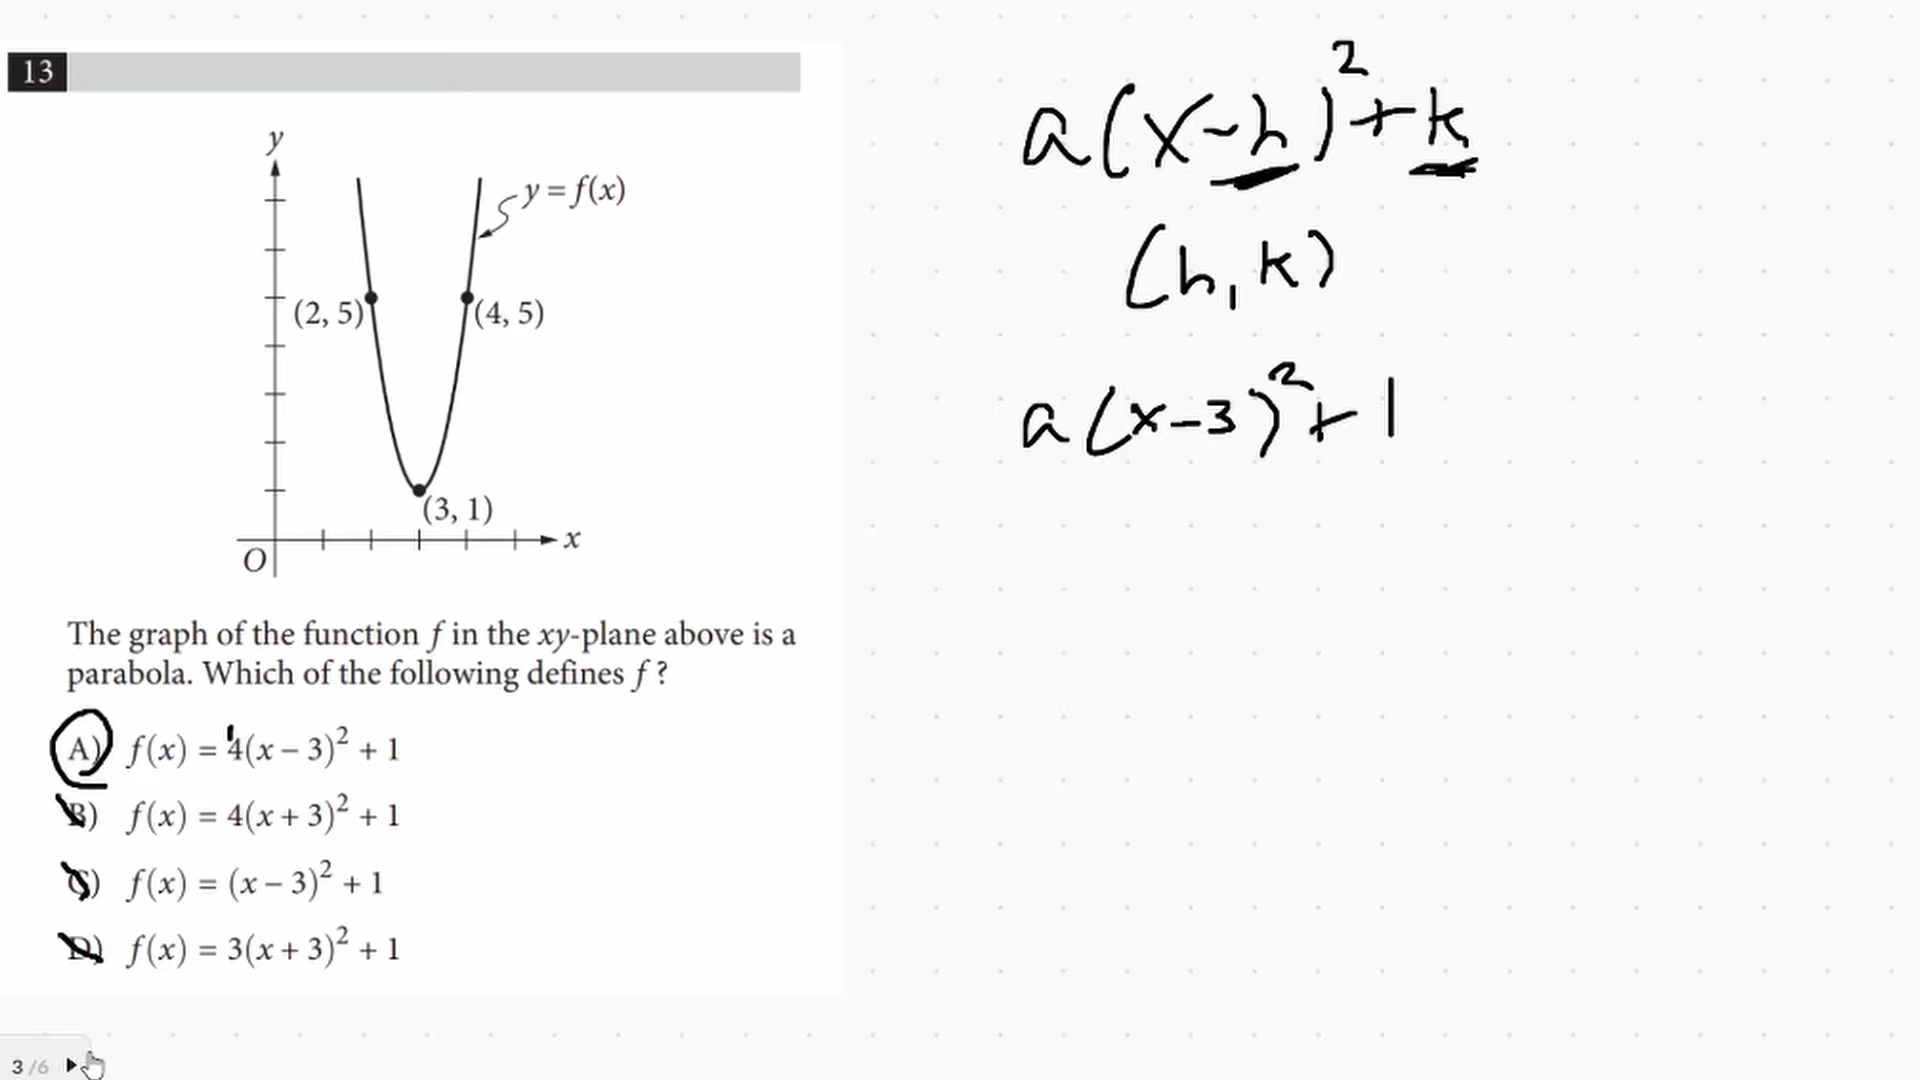 13
y
y = f(x)
(2, 5)
(4, 5)
(3, 1)
x
O
The graph of the function f in the xy-plane above is a
parabola. Which of the following defines f ?
A) f(x) = 4(x − 3)² + 1
B) f(x) = 4(x + 3)² + 1
C) f(x) = (x − 3)² + 1
D) f(x) = 3(x + 3)² + 1
a(x-h)² + k
(h, k)
a(x-3)² + 1
3 /6